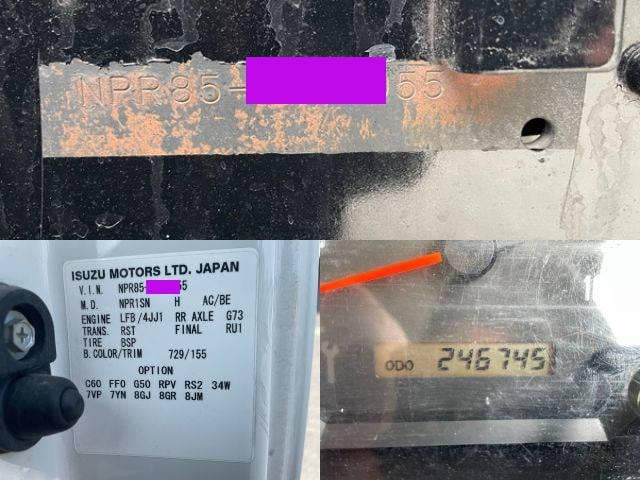 NPR85-   055
ISUZU MOTORS LTD. JAPAN
V.I.N. NPR85-   55
M.D. NPR1SN H AC/BE
ENGINE LFB/4JJ1 RR AXLE G73
TRANS. RST FINAL RU1
TIRE BSP
B.COLOR/TRIM 729/155
OPTION
C60 FF0 G50 RPV RS2 34W
7VP 7YN 8GJ 8GR 8JM
ODO 246745